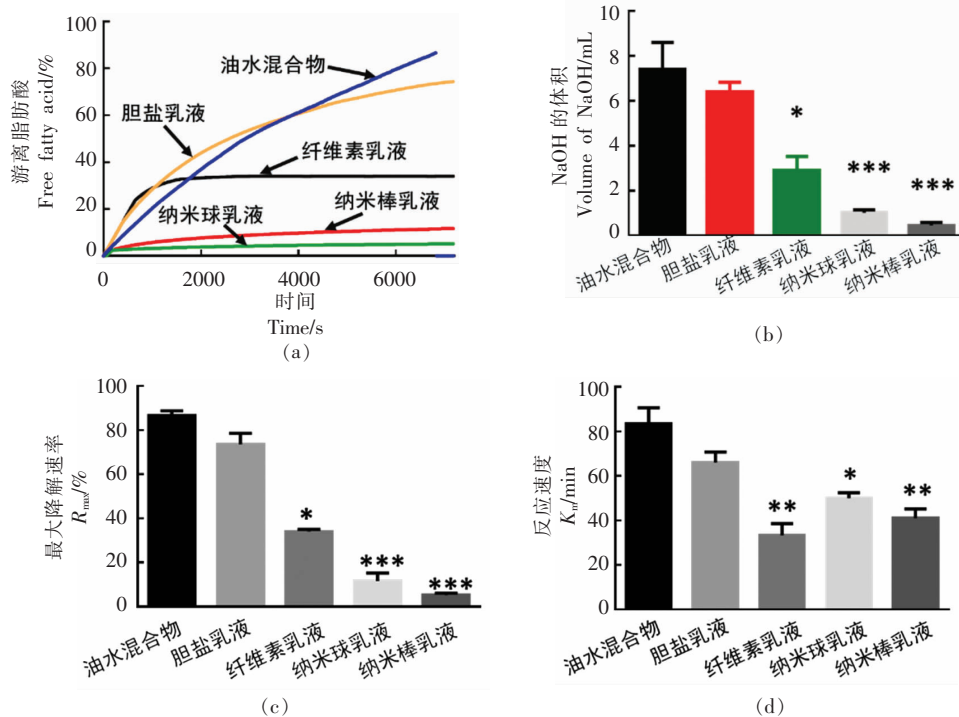 游离脂肪酸
Free fatty acid/%
100
80
60
40
20
0
油水混合物
胆盐乳液
纤维素乳液
纳米棒乳液
纳米球乳液
0
2000
4000
6000
时间
Time/s
(a)
NaOH 的体积
Volume of NaOH/mL
8
6
4
2
0
*
***
***
油水混合物
胆盐乳液
纤维素乳液
纳米球乳液
纳米棒乳液
(b)
最大降解速率
Rmax/%
100
80
60
40
20
0
*
***
***
油水混合物
胆盐乳液
纤维素乳液
纳米球乳液
纳米棒乳液
(c)
反应速度
Km/min
100
80
60
40
20
0
**
*
**
油水混合物
胆盐乳液
纤维素乳液
纳米球乳液
纳米棒乳液
(d)